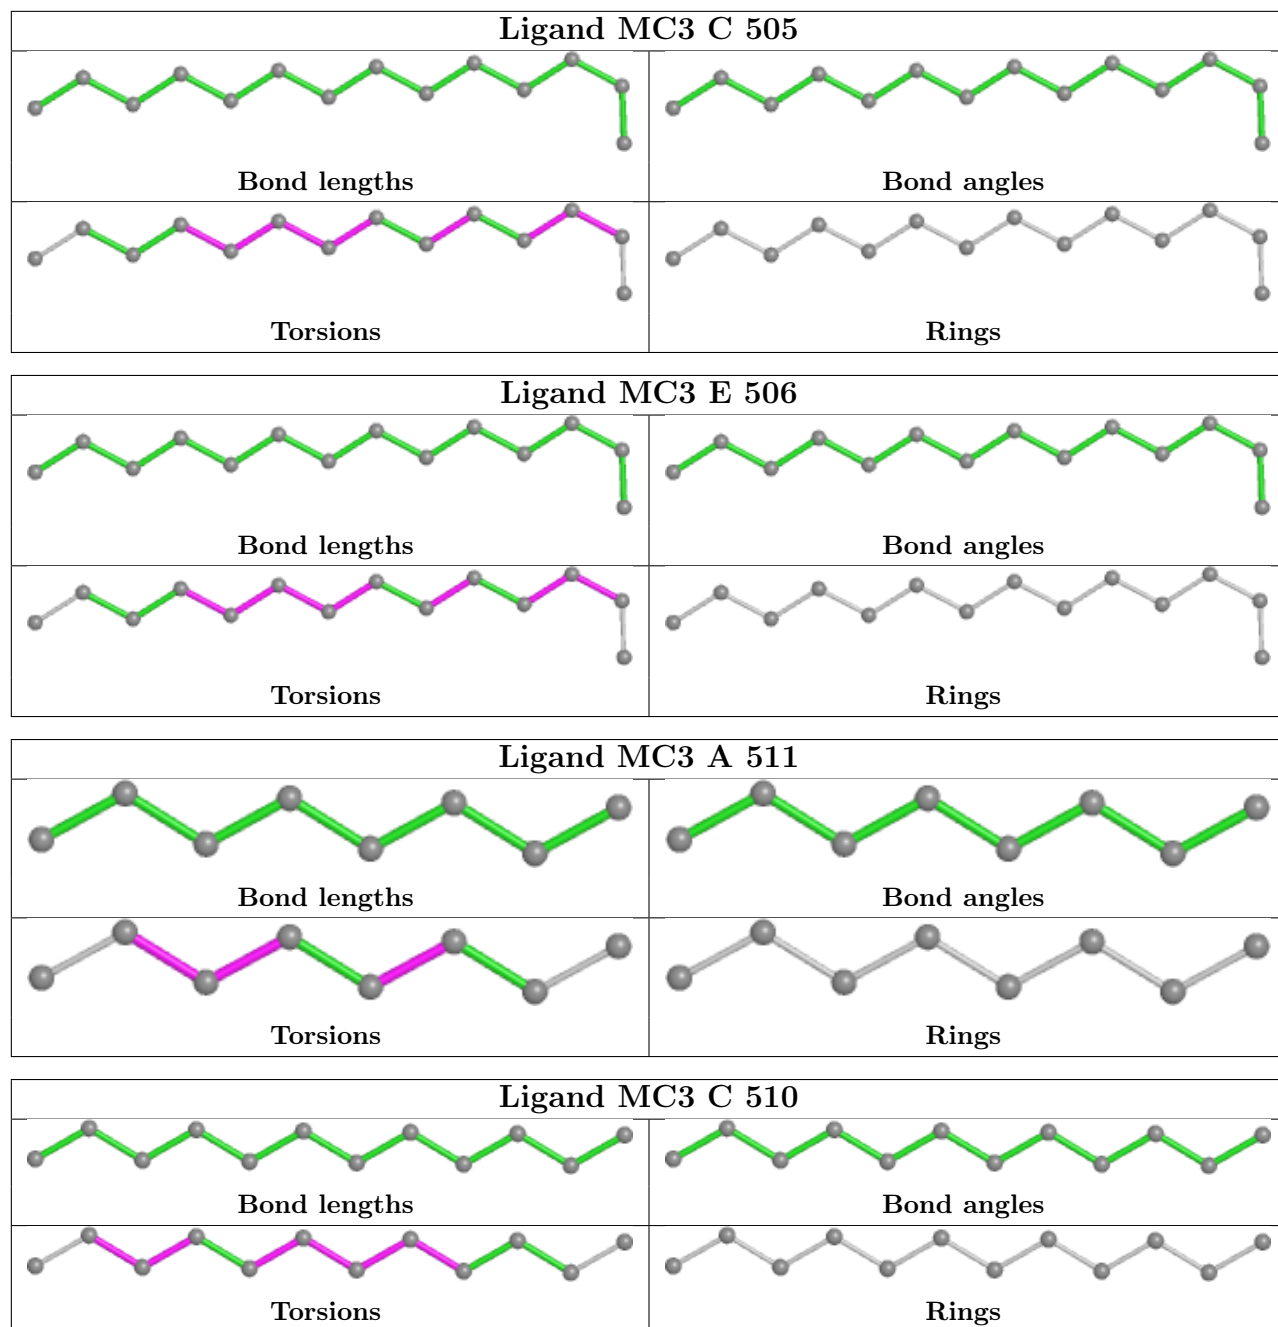 Ligand MC3 C 505
Bond lengths
Bond angles
Torsions
Rings
Ligand MC3 E 506
Bond lengths
Bond angles
Torsions
Rings
Ligand MC3 A 511
Bond lengths
Bond angles
Torsions
Rings
Ligand MC3 C 510
Bond lengths
Bond angles
Torsions
Rings